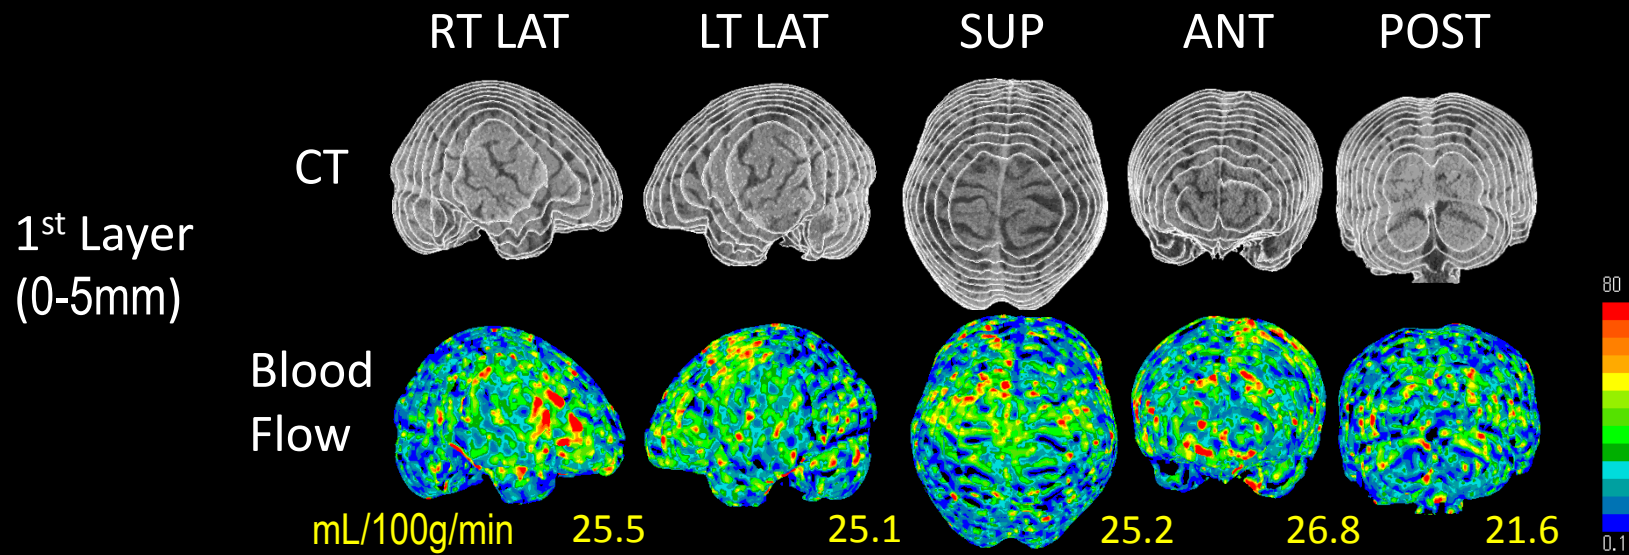 RT LAT LT LAT SUP ANT POST
CT
1st Layer
(0-5mm)
80
Blood
Flow
mL/100g/min 25.5 25.1 25.2 26.8 21.6
0.1